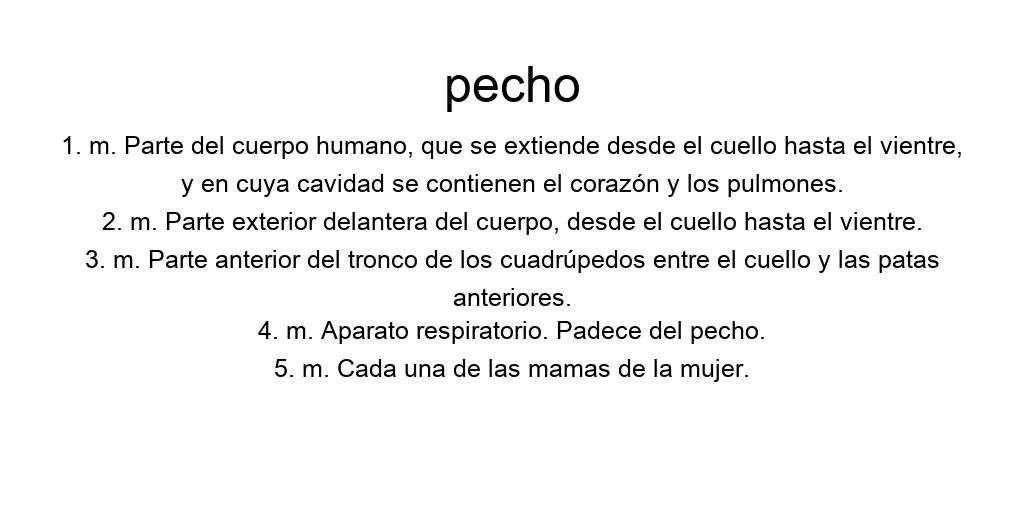 pecho
1. m. Parte del cuerpo humano, que se extiende desde el cuello hasta el vientre,
y en cuya cavidad se contienen el corazón y los pulmones.
2. m. Parte exterior delantera del cuerpo, desde el cuello hasta el vientre.
3. m. Parte anterior del tronco de los cuadrúpedos entre el cuello y las patas
anteriores.
4. m. Aparato respiratorio. Padece del pecho.
5. m. Cada una de las mamas de la mujer.